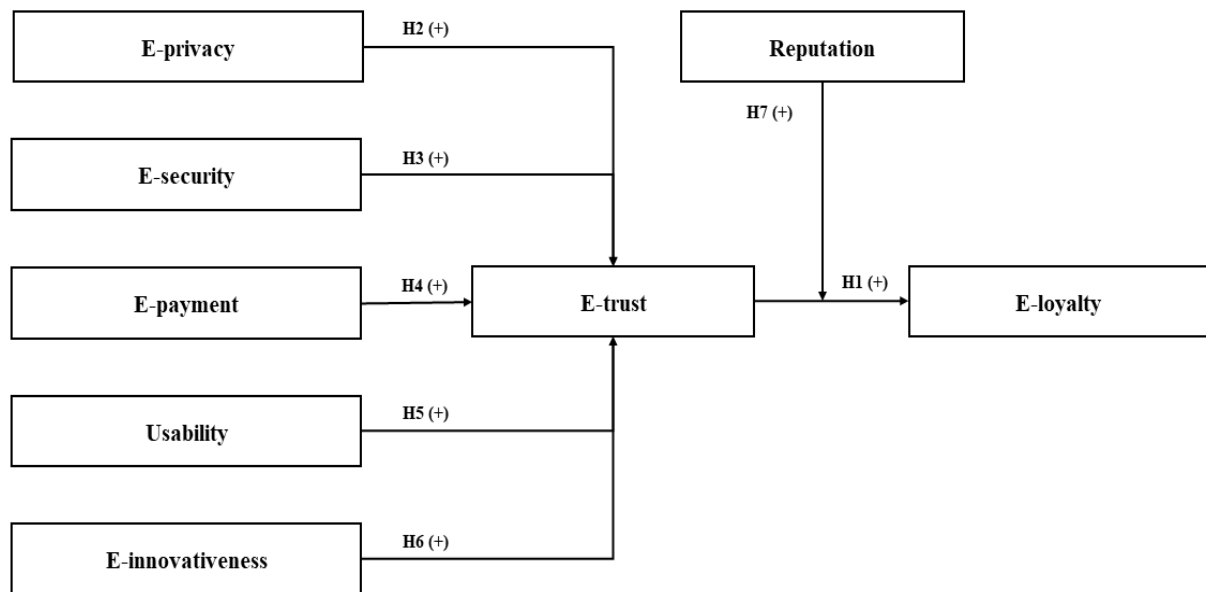 H2 (+)
E-privacy
Reputation
H7 (+)
H3 (+)
E-security
H4 (+)
E-payment
E-trust
H1 (+)
E-loyalty
H5 (+)
Usability
H6 (+)
E-innovativeness